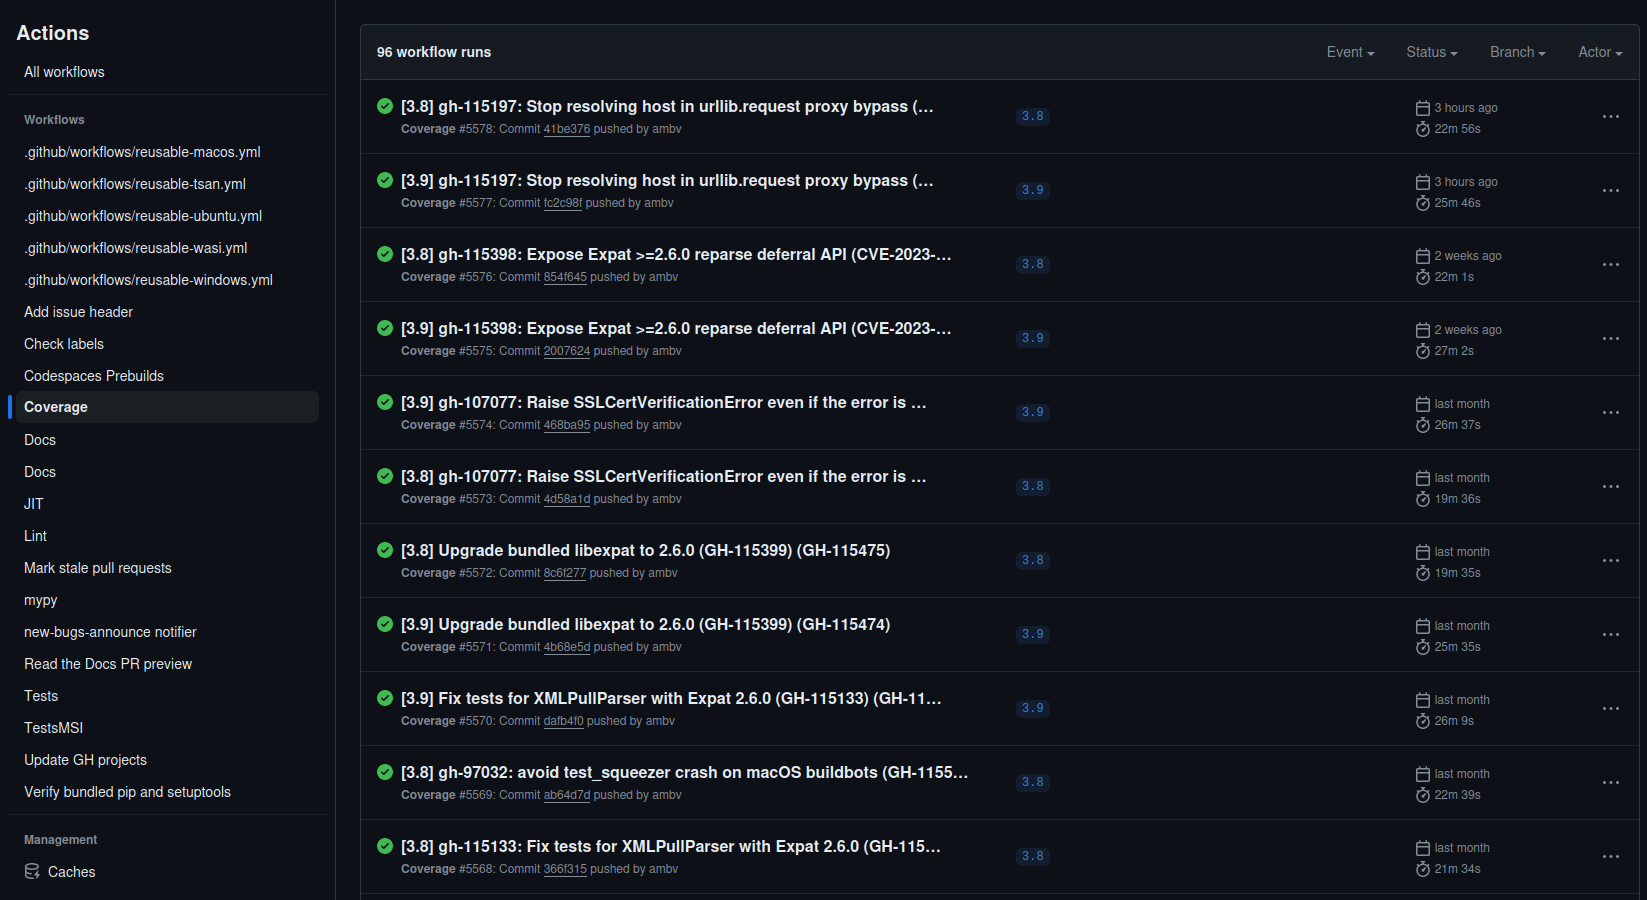 Actions
All workflows
Workflows
.github/workflows/reusable-macos.yml
.github/workflows/reusable-tsan.yml
.github/workflows/reusable-ubuntu.yml
.github/workflows/reusable-wasi.yml
.github/workflows/reusable-windows.yml
Add issue header
Check labels
Codespaces Prebuilds
Coverage
Docs
Docs
JIT
Lint
Mark stale pull requests
mypy
new-bugs-announce notifier
Read the Docs PR preview
Tests
TestsMSI
Update GH projects
Verify bundled pip and setuptools
Management
Caches
96 workflow runs Event Status Branch Actor
[3.8] gh-115197: Stop resolving host in urllib.request proxy bypass (…
Coverage #5578: Commit 41be376 pushed by ambv
3.8
3 hours ago
22m 56s
[3.9] gh-115197: Stop resolving host in urllib.request proxy bypass (…
Coverage #5577: Commit fc2c98f pushed by ambv
3.9
3 hours ago
25m 46s
[3.8] gh-115398: Expose Expat >=2.6.0 reparse deferral API (CVE-2023-…
Coverage #5576: Commit 854f645 pushed by ambv
3.8
2 weeks ago
22m 1s
[3.9] gh-115398: Expose Expat >=2.6.0 reparse deferral API (CVE-2023-…
Coverage #5575: Commit 2007624 pushed by ambv
3.9
2 weeks ago
27m 2s
[3.9] gh-107077: Raise SSLCertVerificationError even if the error is …
Coverage #5574: Commit 468ba95 pushed by ambv
3.9
last month
26m 37s
[3.8] gh-107077: Raise SSLCertVerificationError even if the error is …
Coverage #5573: Commit 4d58a1d pushed by ambv
3.8
last month
19m 36s
[3.8] Upgrade bundled libexpat to 2.6.0 (GH-115399) (GH-115475)
Coverage #5572: Commit 8c6f277 pushed by ambv
3.8
last month
19m 35s
[3.9] Upgrade bundled libexpat to 2.6.0 (GH-115399) (GH-115474)
Coverage #5571: Commit 4b68e5d pushed by ambv
3.9
last month
25m 35s
[3.9] Fix tests for XMLPullParser with Expat 2.6.0 (GH-115133) (GH-11…
Coverage #5570: Commit dafb4f0 pushed by ambv
3.9
last month
26m 9s
[3.8] gh-97032: avoid test_squeezer crash on macOS buildbots (GH-1155…
Coverage #5569: Commit ab64d7d pushed by ambv
3.8
last month
22m 39s
[3.8] gh-115133: Fix tests for XMLPullParser with Expat 2.6.0 (GH-115…
Coverage #5568: Commit 366f315 pushed by ambv
3.8
last month
21m 34s